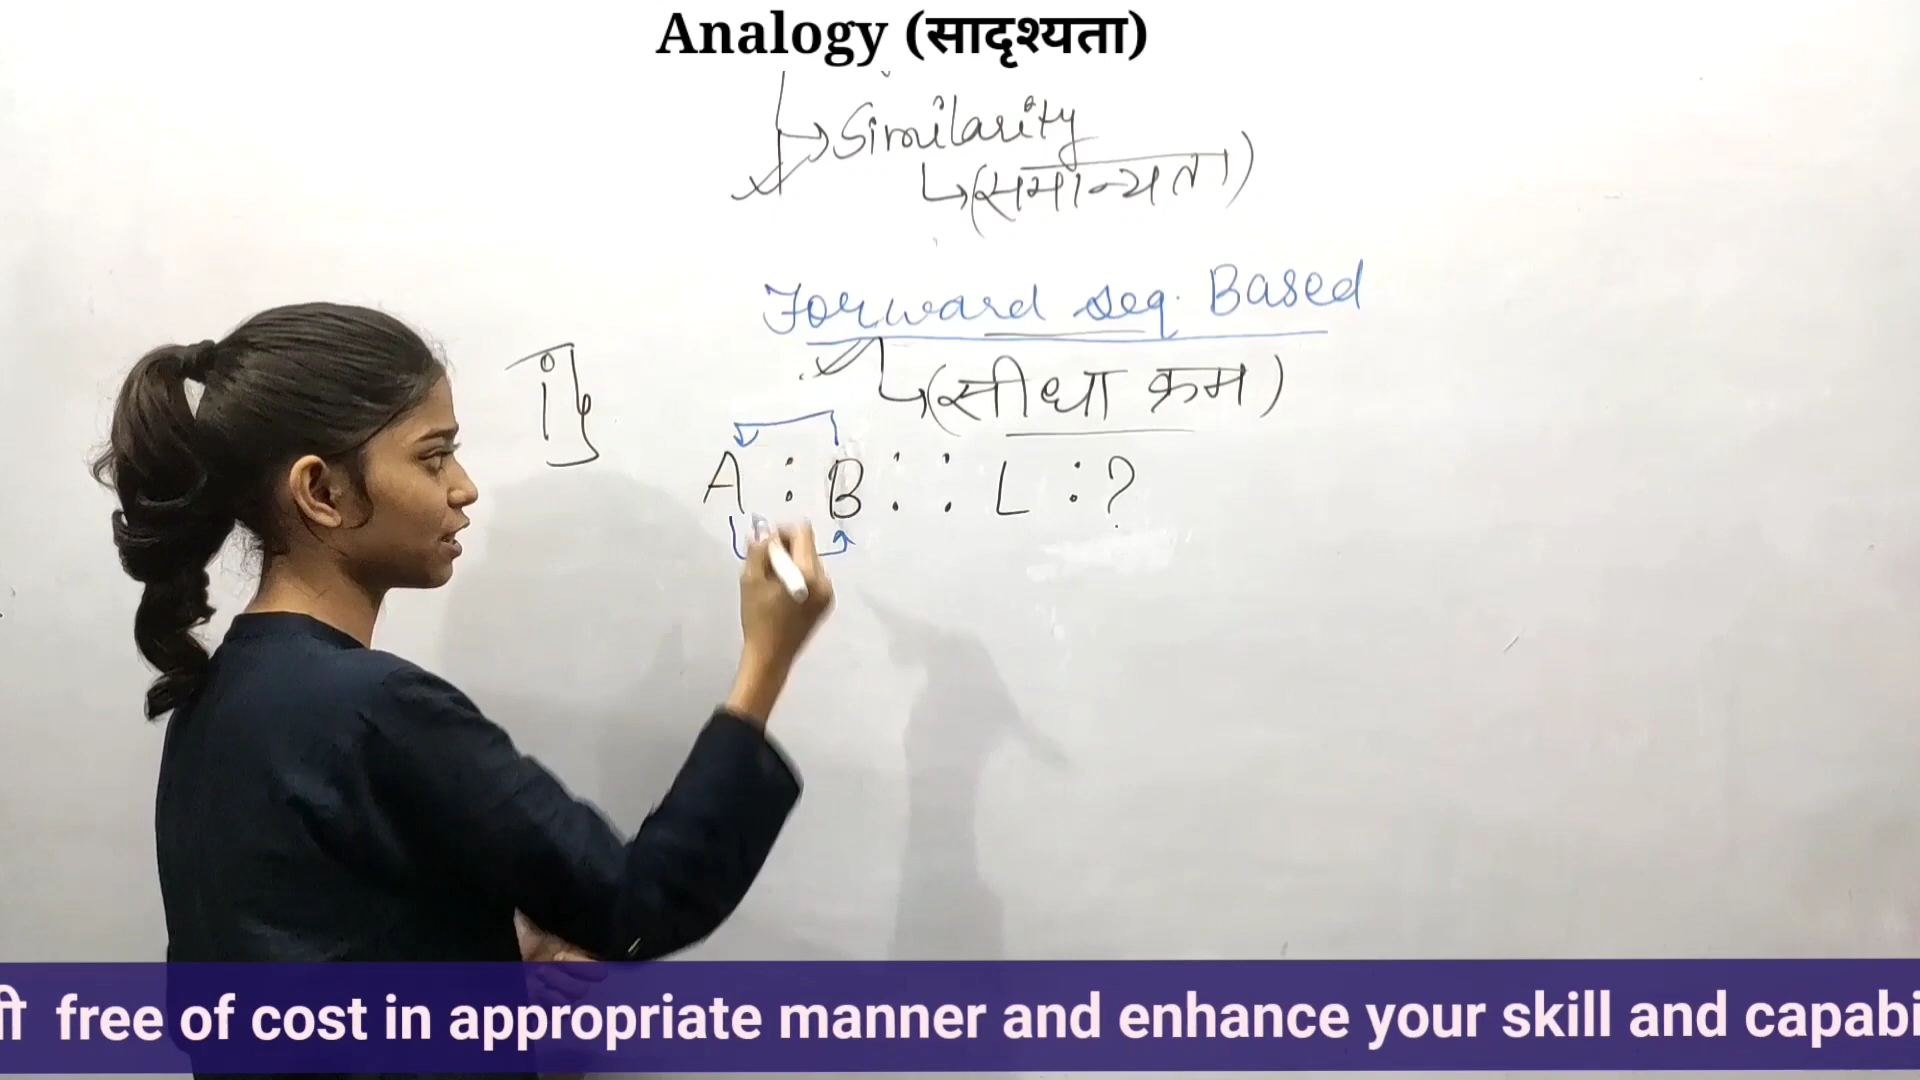 Analogy (सादृश्यता)
Similarity
(समान्यता)
Forward seq. Based
(सीधा क्रम)
A : B : : L : ?
free of cost in appropriate manner and enhance your skill and capabi